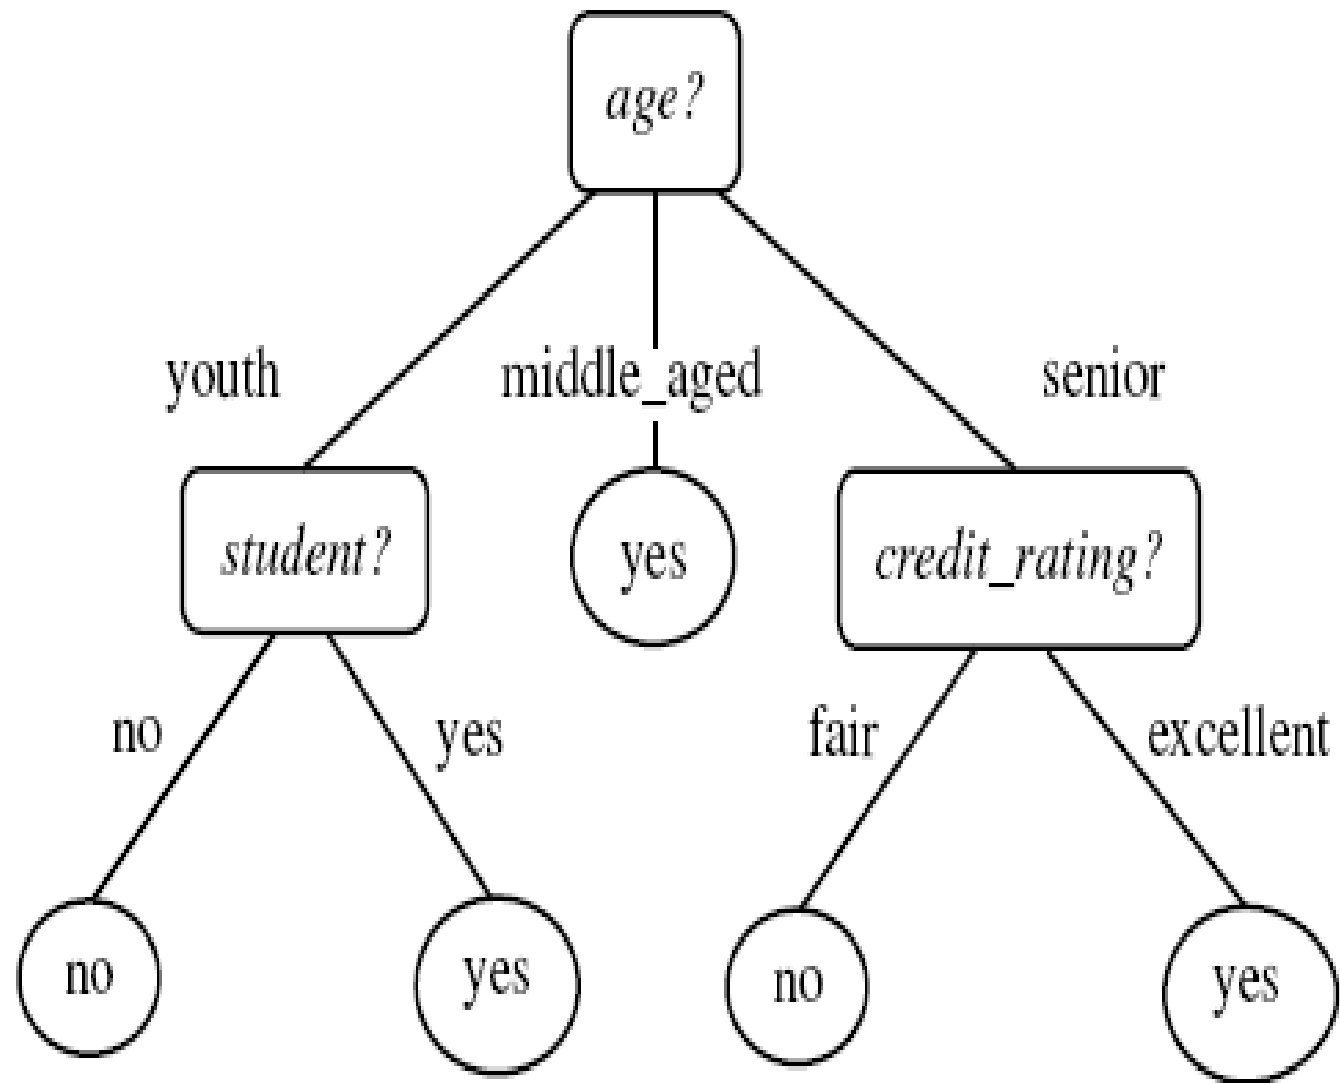 age?
youth
middle_aged
senior
student?
yes
credit_rating?
no
yes
fair
excellent
no
yes
no
yes